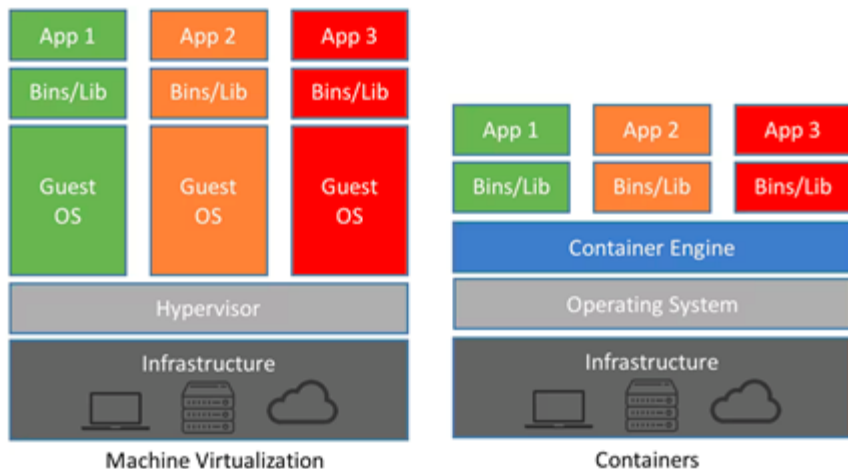 App 1
App 2
App 3
Bins/Lib
Bins/Lib
Bins/Lib
Guest
OS
Guest
OS
Guest
OS
Hypervisor
Infrastructure
Machine Virtualization
App 1
App 2
App 3
Bins/Lib
Bins/Lib
Bins/Lib
Container Engine
Operating System
Infrastructure
Containers